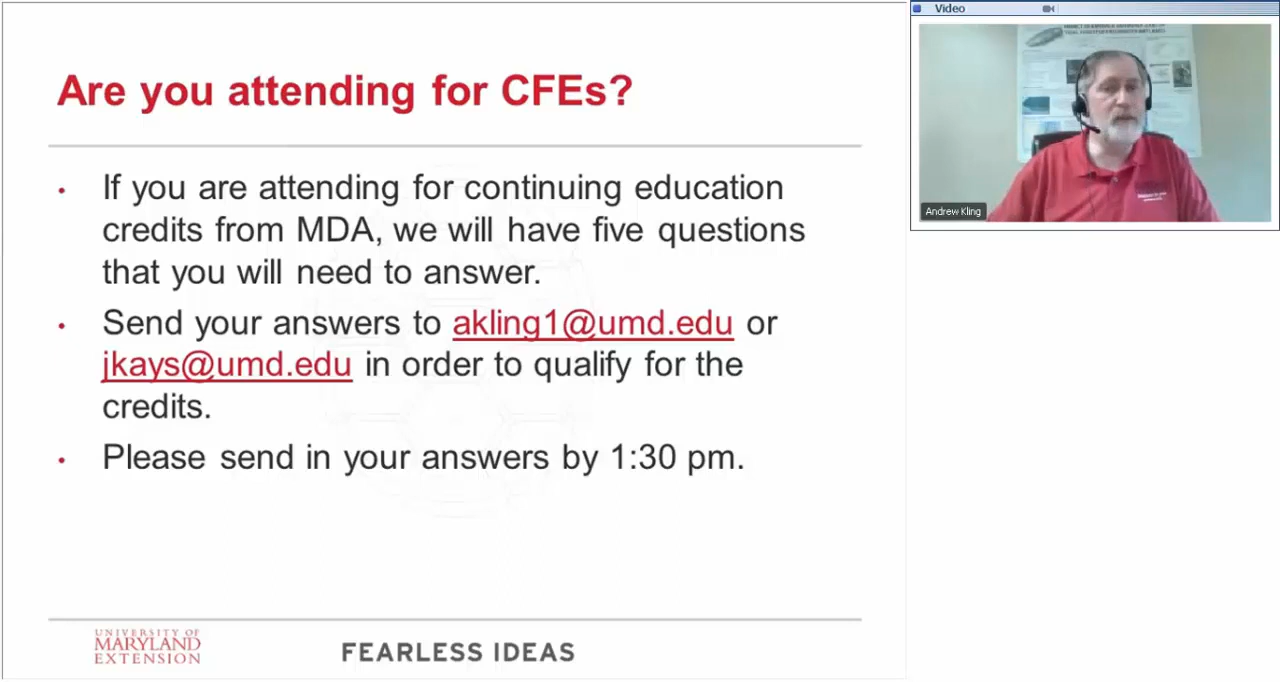 Are you attending for CFEs?
• If you are attending for continuing education
credits from MDA, we will have five questions
that you will need to answer.
• Send your answers to akling1@umd.edu or
jkays@umd.edu in order to qualify for the
credits.
• Please send in your answers by 1:30 pm.
UNIVERSITY OF
MARYLAND
EXTENSION
FEARLESS IDEAS
Video
Andrew Kling